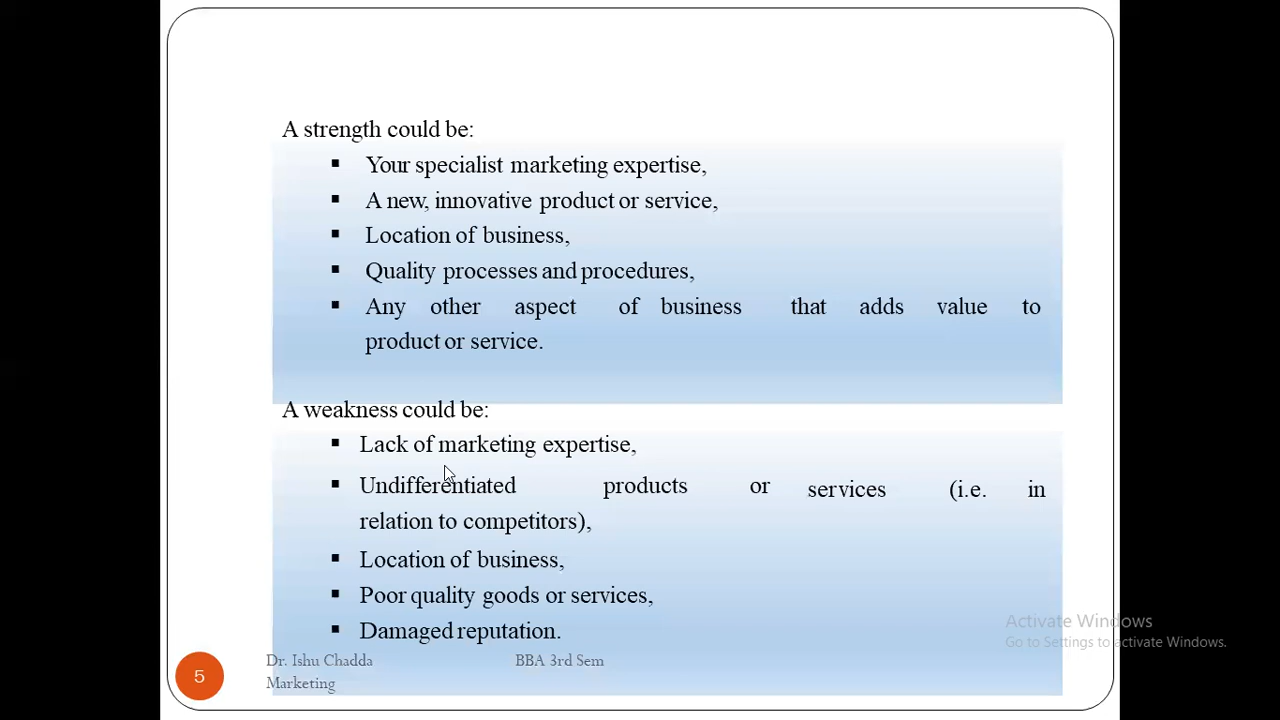 A strength could be:
▪ Your specialist marketing expertise,
▪ A new, innovative product or service,
▪ Location of business,
▪ Quality processes and procedures,
▪ Any other aspect of business that adds value to
product or service.
A weakness could be:
▪ Lack of marketing expertise,
▪ Undifferentiated products or services (i.e. in
relation to competitors),
▪ Location of business,
▪ Poor quality goods or services,
▪ Damaged reputation.
Activate Windows
Go to Settings to activate Windows.
Dr. Ishu Chadda BBA 3rd Sem
Marketing
5